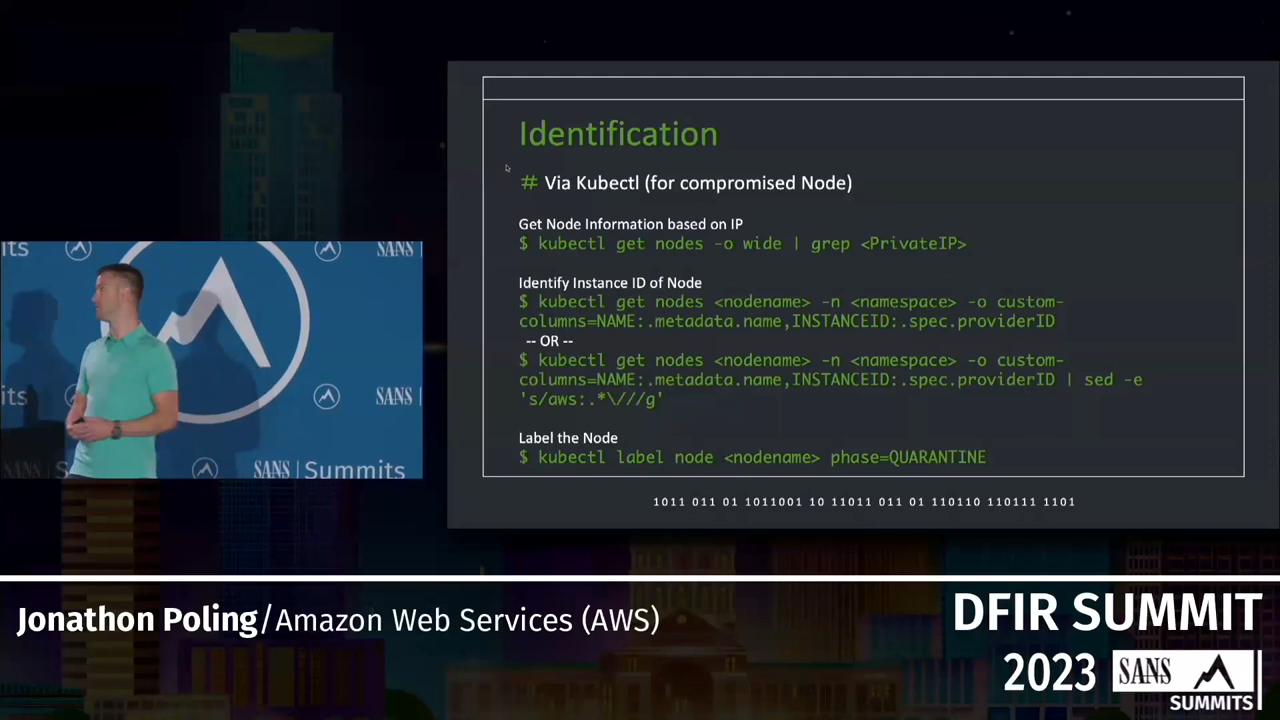 Identification
# Via Kubectl (for compromised Node)
Get Node Information based on IP
$ kubectl get nodes -o wide | grep <PrivateIP>
Identify Instance ID of Node
$ kubectl get nodes <nodename> -n <namespace> -o custom-
columns=NAME:.metadata.name,INSTANCEID:.spec.providerID
-- OR --
$ kubectl get nodes <nodename> -n <namespace> -o custom-
columns=NAME:.metadata.name,INSTANCEID:.spec.providerID | sed -e
's/aws:.*\///g'
Label the Node
$ kubectl label node <nodename> phase=QUARANTINE
1011 011 01 1011001 10 11011 011 01 110110 110111 1101
its
SANS
its
SANS
SANS | Summits
Jonathon Poling/Amazon Web Services (AWS)
DFIR SUMMIT
2023
SANS
SUMMITS